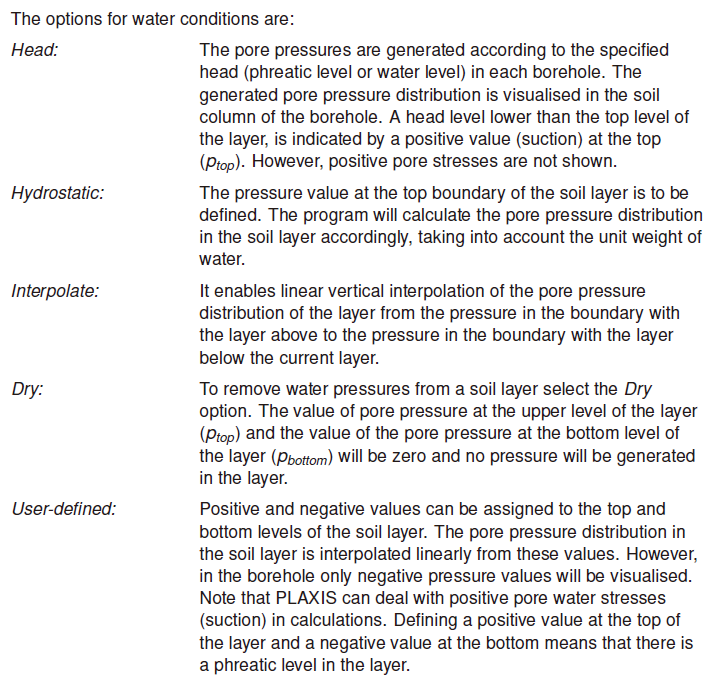 The options for water conditions are:
Head: The pore pressures are generated according to the specified
head (phreatic level or water level) in each borehole. The
generated pore pressure distribution is visualised in the soil
column of the borehole. A head level lower than the top level of
the layer, is indicated by a positive value (suction) at the top
(ptop). However, positive pore stresses are not shown.
Hydrostatic: The pressure value at the top boundary of the soil layer is to be
defined. The program will calculate the pore pressure distribution
in the soil layer accordingly, taking into account the unit weight of
water.
Interpolate: It enables linear vertical interpolation of the pore pressure
distribution of the layer from the pressure in the boundary with
the layer above to the pressure in the boundary with the layer
below the current layer.
Dry: To remove water pressures from a soil layer select the Dry
option. The value of pore pressure at the upper level of the layer
(ptop) and the value of the pore pressure at the bottom level of
the layer (pbottom) will be zero and no pressure will be generated
in the layer.
User-defined: Positive and negative values can be assigned to the top and
bottom levels of the soil layer. The pore pressure distribution in
the soil layer is interpolated linearly from these values. However,
in the borehole only negative pressure values will be visualised.
Note that PLAXIS can deal with positive pore water stresses
(suction) in calculations. Defining a positive value at the top of
the layer and a negative value at the bottom means that there is
a phreatic level in the layer.